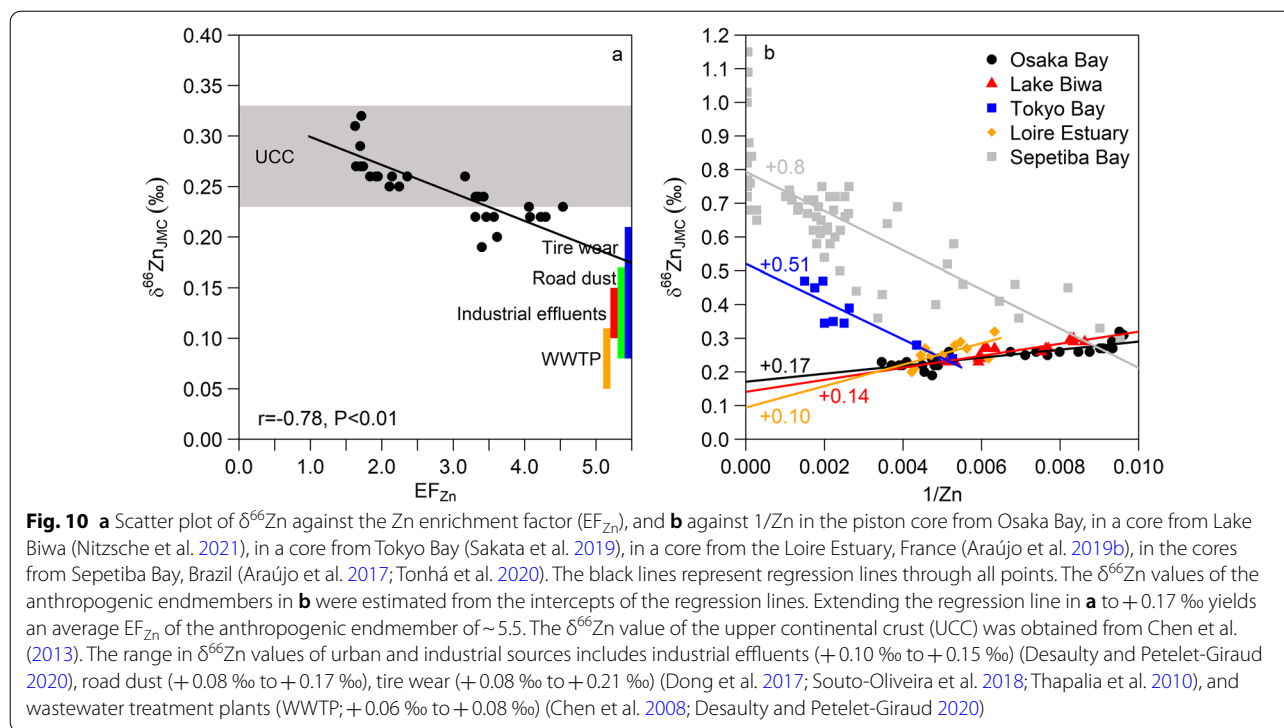 0.40
0.35
0.30
0.25
0.20
0.15
0.10
0.05
0.00
δ⁶⁶Zn_JMC (‰)
a
UCC
Tire wear
Road dust
Industrial effluents
WWTP
r=-0.78, P<0.01
0.0 1.0 2.0 3.0 4.0 5.0
EF_Zn
1.2
1.1
1.0
0.9
0.8
0.7
0.6
0.5
0.4
0.3
0.2
0.1
0.0
δ⁶⁶Zn_JMC (‰)
b
Osaka Bay
Lake Biwa
Tokyo Bay
Loire Estuary
Sepetiba Bay
+0.8
+0.51
+0.17
+0.14
+0.10
0.000 0.002 0.004 0.006 0.008 0.010
1/Zn
Fig. 10 a Scatter plot of δ⁶⁶Zn against the Zn enrichment factor (EF_Zn), and b against 1/Zn in the piston core from Osaka Bay, in a core from Lake
Biwa (Nitzsche et al. 2021), in a core from Tokyo Bay (Sakata et al. 2019), in a core from the Loire Estuary, France (Araújo et al. 2019b), in the cores
from Sepetiba Bay, Brazil (Araújo et al. 2017; Tonhá et al. 2020). The black lines represent regression lines through all points. The δ⁶⁶Zn values of the
anthropogenic endmembers in b were estimated from the intercepts of the regression lines. Extending the regression line in a to + 0.17 ‰ yields
an average EF_Zn of the anthropogenic endmember of ~ 5.5. The δ⁶⁶Zn value of the upper continental crust (UCC) was obtained from Chen et al.
(2013). The range in δ⁶⁶Zn values of urban and industrial sources includes industrial effluents (+ 0.10 ‰ to + 0.15 ‰) (Desaulty and Petelet-Giraud
2020), road dust (+ 0.08 ‰ to + 0.17 ‰), tire wear (+ 0.08 ‰ to + 0.21 ‰) (Dong et al. 2017; Souto-Oliveira et al. 2018; Thapalia et al. 2010), and
wastewater treatment plants (WWTP; + 0.06 ‰ to + 0.08 ‰) (Chen et al. 2008; Desaulty and Petelet-Giraud 2020)